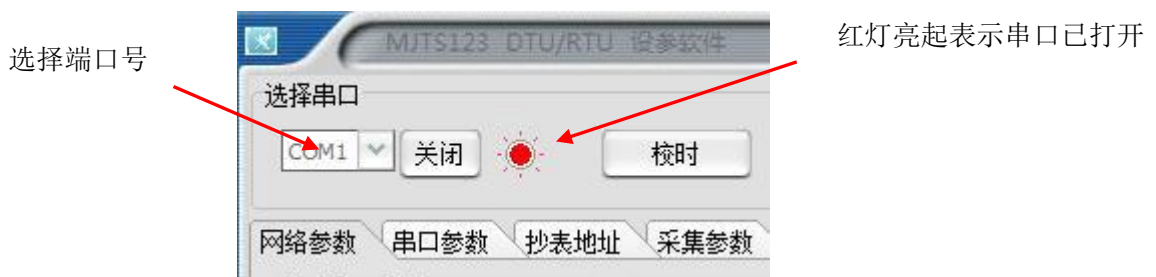 选择端口号
MJTS123 DTU/RTU 设参软件
红灯亮起表示串口已打开
选择串口
COM1 关闭 校时
网络参数 串口参数 抄表地址 采集参数